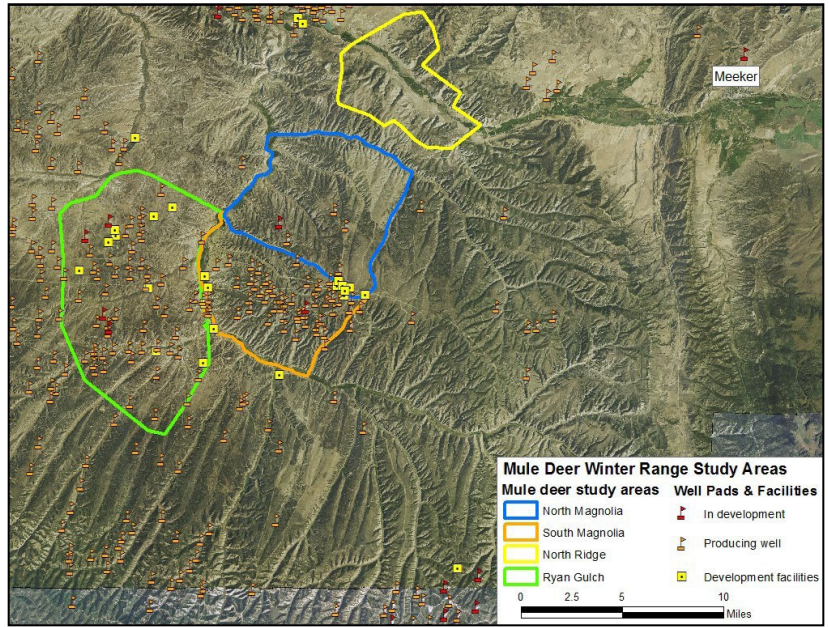 Meeker
Mule Deer Winter Range Study Areas
Mule deer study areas
North Magnolia
South Magnolia
North Ridge
Ryan Gulch
Well Pads & Facilities
In development
Producing well
Development facilities
0 2.5 5 10
Miles